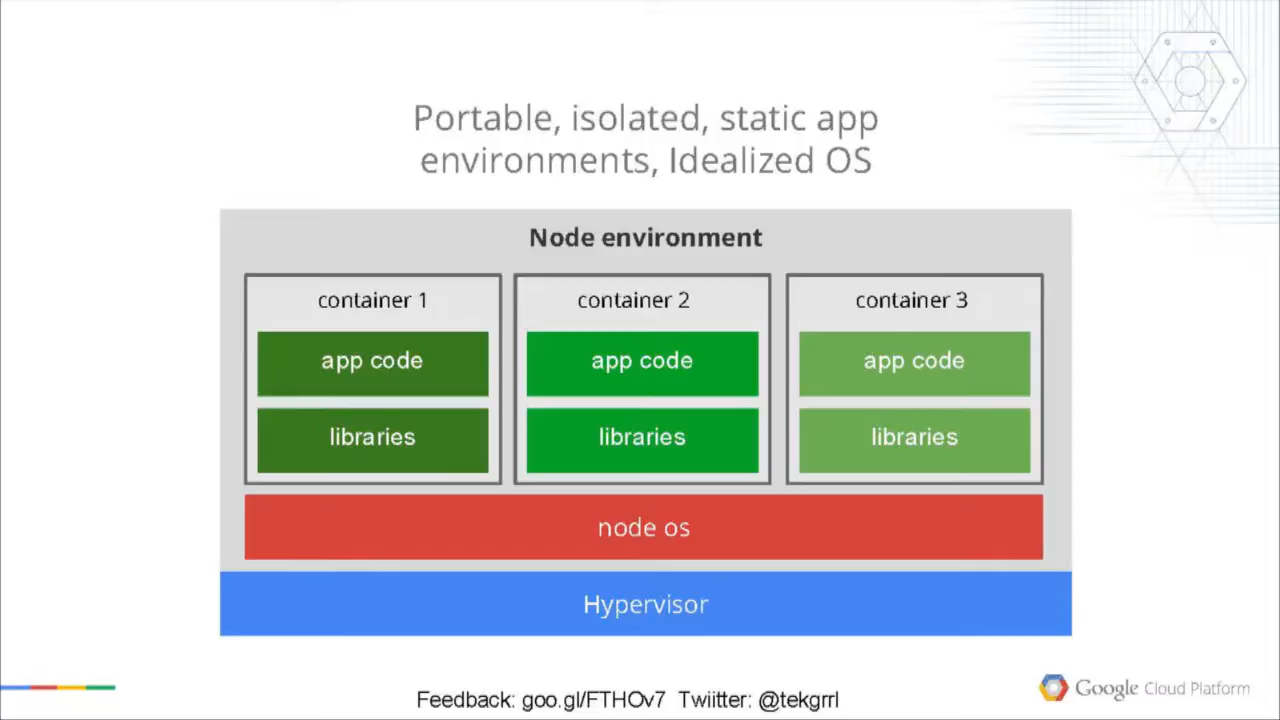 Portable, isolated, static app
environments, Idealized OS
Node environment
container 1
container 2
container 3
app code
app code
app code
libraries
libraries
libraries
node os
Hypervisor
Feedback: goo.gl/FTHOv7 Twiitter: @tekgrrl
Google Cloud Platform